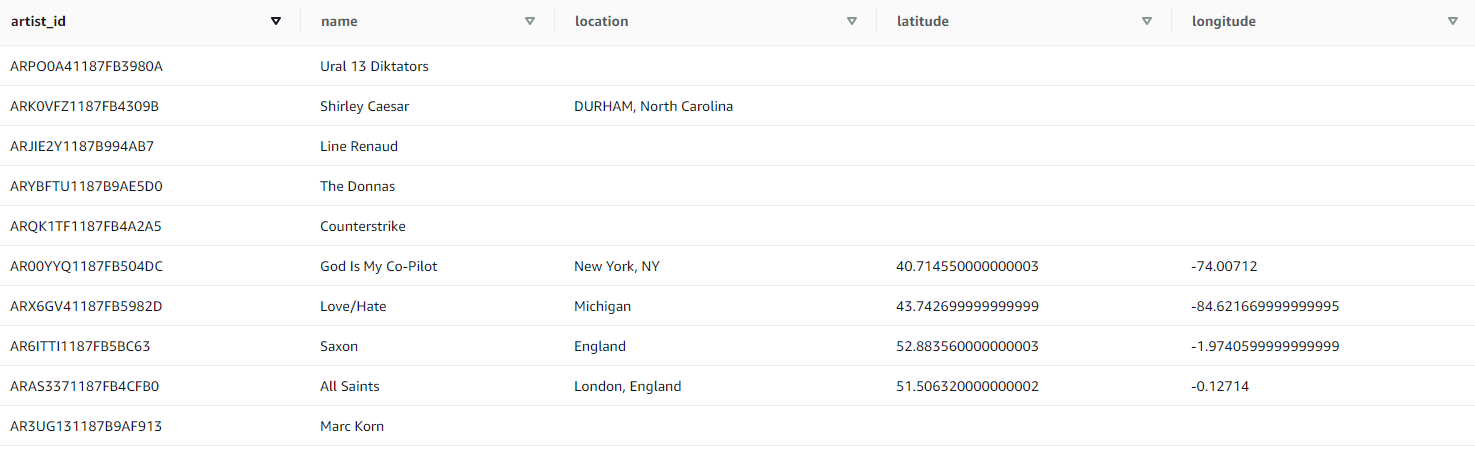 artist_id name location latitude longitude
ARPO0A41187FB3980A Ural 13 Diktators
ARK0VFZ1187FB4309B Shirley Caesar DURHAM, North Carolina
ARJIE2Y1187B994AB7 Line Renaud
ARYBFTU1187B9AE5D0 The Donnas
ARQK1TF1187FB4A2A5 Counterstrike
AR00YYQ1187FB504DC God Is My Co-Pilot New York, NY 40.714550000000003 -74.00712
ARX6GV41187FB5982D Love/Hate Michigan 43.742699999999999 -84.621669999999995
AR6ITTI1187FB5BC63 Saxon England 52.883560000000003 -1.9740599999999999
ARAS3371187FB4CFB0 All Saints London, England 51.506320000000002 -0.12714
AR3UG131187B9AF913 Marc Korn